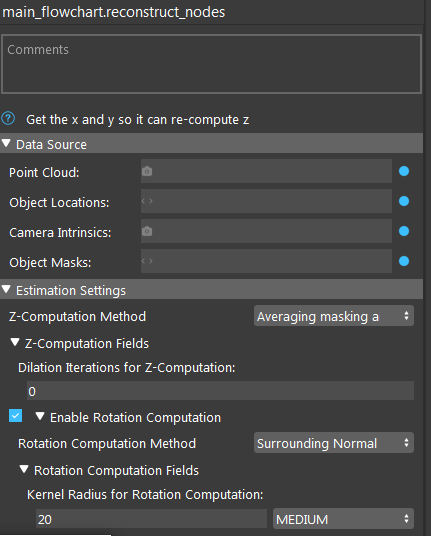 main_flowchart.reconstruct_nodes
Comments
Get the x and y so it can re-compute z
Data Source
Point Cloud:
Object Locations:
Camera Intrinsics:
Object Masks:
Estimation Settings
Z-Computation Method Averaging masking a
Z-Computation Fields
Dilation Iterations for Z-Computation:
0
Enable Rotation Computation
Rotation Computation Method Surrounding Normal
Rotation Computation Fields
Kernel Radius for Rotation Computation:
20 MEDIUM